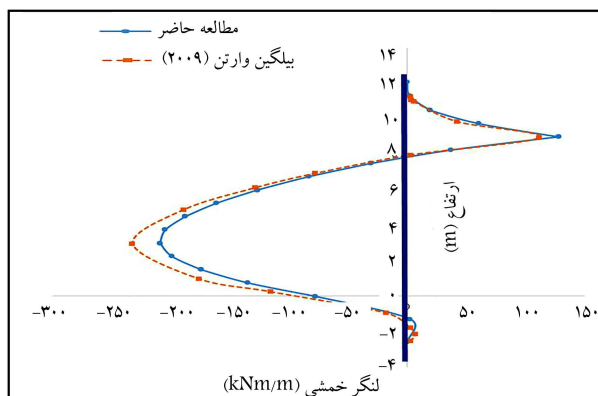 مطالعه حاضر
بیلگین وارتن (۲۰۰۹)
۱۴
۱۲
۱۰
۸
۶
۴
۲
۰
−۲
−۴
ارتفاع (m)
−۳۰۰ −۲۵۰ −۲۰۰ −۱۵۰ −۱۰۰ −۵۰ ۰ ۵۰ ۱۰۰ ۱۵۰
لنگر خمشی (kNm/m)